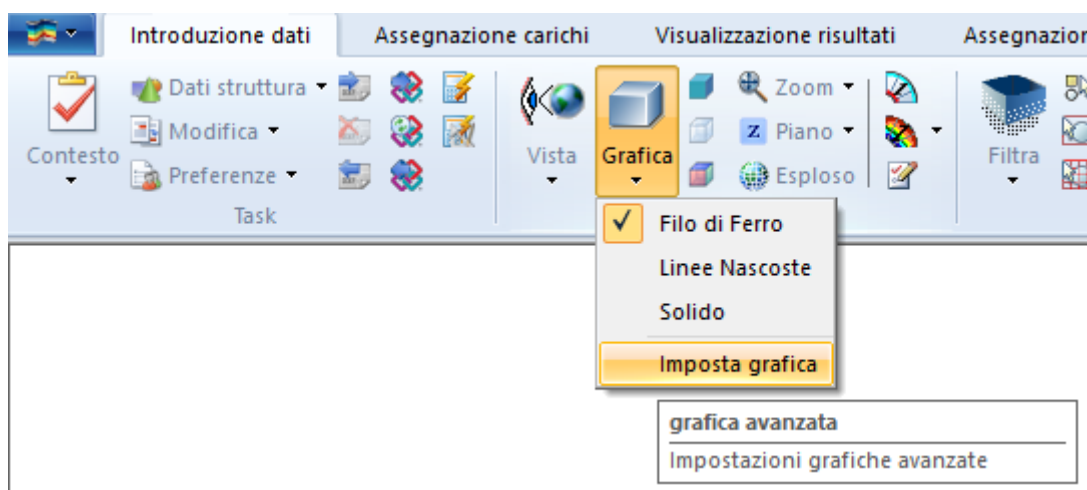 Introduzione dati Assegnazione carichi Visualizzazione risultati Assegnazion
Dati struttura Zoom
Modifica z Piano
Contesto Vista Grafica Filtra
Preferenze Esploso
Task
Filo di Ferro
Linee Nascoste
Solido
Imposta grafica
grafica avanzata
Impostazioni grafiche avanzate